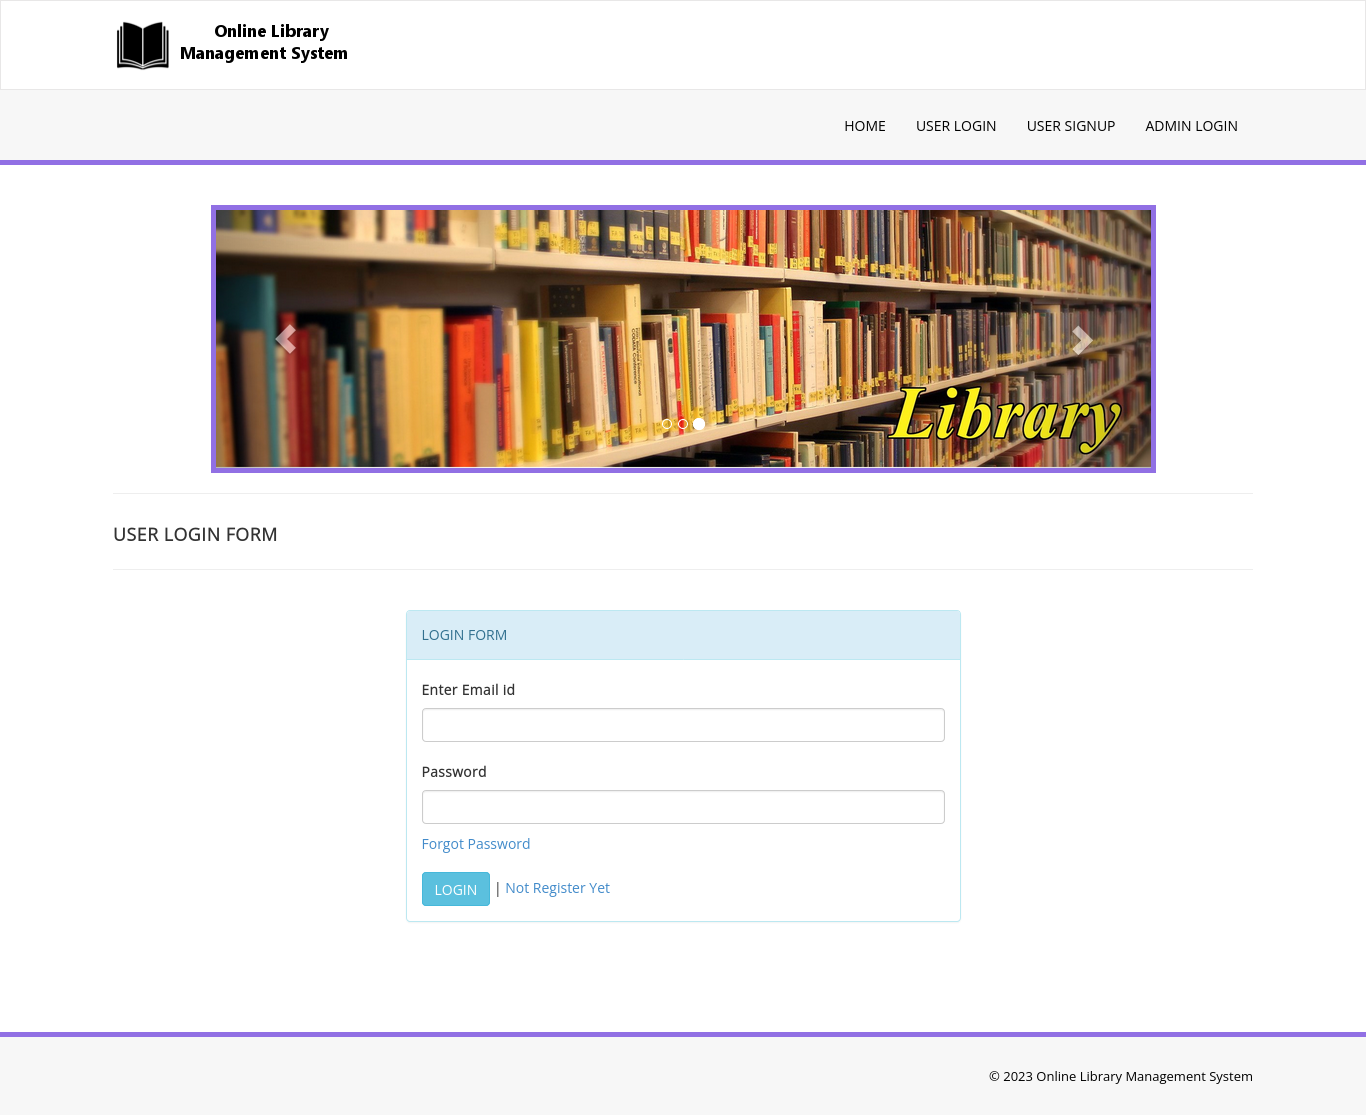 Online Library
Management System
HOME USER LOGIN USER SIGNUP ADMIN LOGIN
Library
USER LOGIN FORM
LOGIN FORM
Enter Email id
Password
Forgot Password
LOGIN | Not Register Yet
© 2023 Online Library Management System